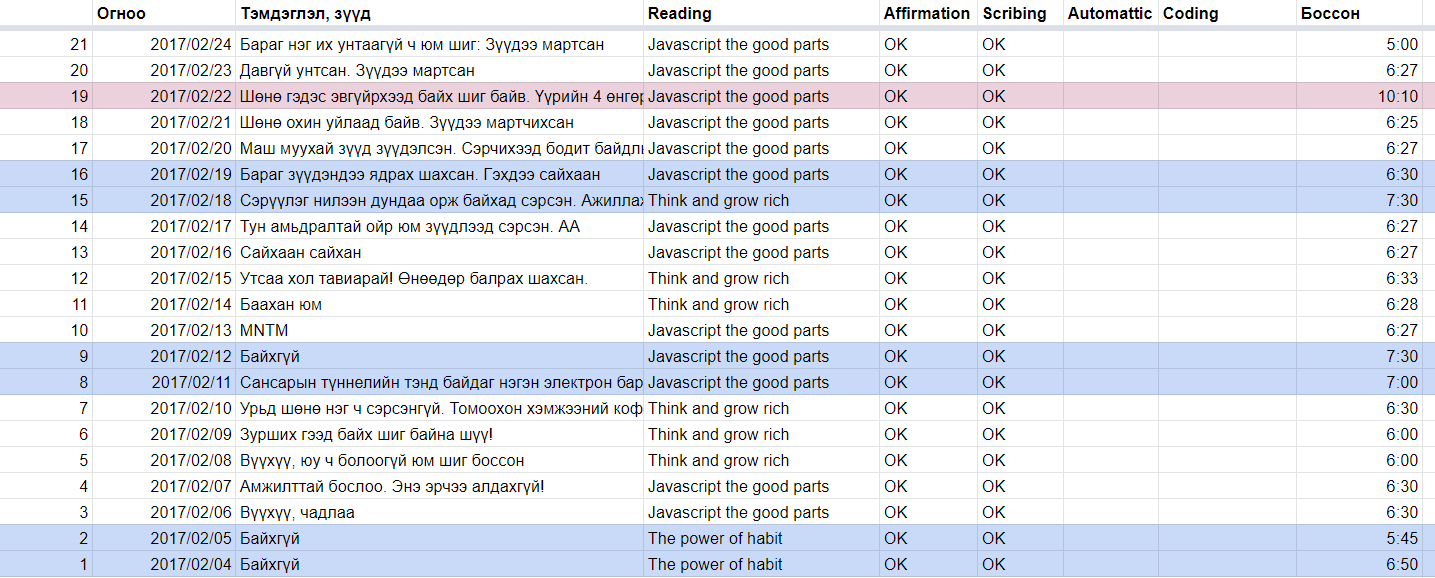 Огноо Тэмдэглэл, зүүд Reading Affirmation Scribing Automattic Coding Боссон
21 2017/02/24 Бараг нэг их унтаагүй ч юм шиг: Зүүдээ мартсан Javascript the good parts OK OK 5:00
20 2017/02/23 Давгүй унтсан. Зүүдээ мартсан Javascript the good parts OK OK 6:27
19 2017/02/22 Шөнө гэдэс эвгүйрхээд байх шиг байв. Үүрийн 4 өнгөр Javascript the good parts OK OK 10:10
18 2017/02/21 Шөнө охин уйлаад байв. Зүүдээ мартчихсан Javascript the good parts OK OK 6:25
17 2017/02/20 Маш муухай зүүд зүүдэлсэн. Сэрчихээд бодит байдль Javascript the good parts OK OK 6:27
16 2017/02/19 Бараг зүүдэндээ ядрах шахсан. Гэхдээ сайхаан Javascript the good parts OK OK 6:30
15 2017/02/18 Сэрүүлэг нилээн дундаа орж байхад сэрсэн. Ажиллах Think and grow rich OK OK 7:30
14 2017/02/17 Тун амьдралтай ойр юм зүүдлээд сэрсэн. АА Javascript the good parts OK OK 6:27
13 2017/02/16 Сайхаан сайхан Javascript the good parts OK OK 6:27
12 2017/02/15 Утсаа хол тавиарай! Өнөөдөр балрах шахсан. Think and grow rich OK OK 6:33
11 2017/02/14 Баахан юм Think and grow rich OK OK 6:28
10 2017/02/13 MNTM Javascript the good parts OK OK 6:27
9 2017/02/12 Байхгүй Javascript the good parts OK OK 7:30
8 2017/02/11 Сансарын түннелийн тэнд байдаг нэгэн электрон бар Javascript the good parts OK OK 7:00
7 2017/02/10 Урьд шөнө нэг ч сэрсэнгүй. Томоохон хэмжээний коф Think and grow rich OK OK 6:30
6 2017/02/09 Зурших гээд байх шиг байна шүү! Think and grow rich OK OK 6:00
5 2017/02/08 Вүүхүү, юу ч болоогүй юм шиг боссон Think and grow rich OK OK 6:00
4 2017/02/07 Амжилттай бослоо. Энэ эрчээ алдахгүй! Javascript the good parts OK OK 6:30
3 2017/02/06 Вүүхүү, чадлаа Javascript the good parts OK OK 6:30
2 2017/02/05 Байхгүй The power of habit OK OK 5:45
1 2017/02/04 Байхгүй The power of habit OK OK 6:50